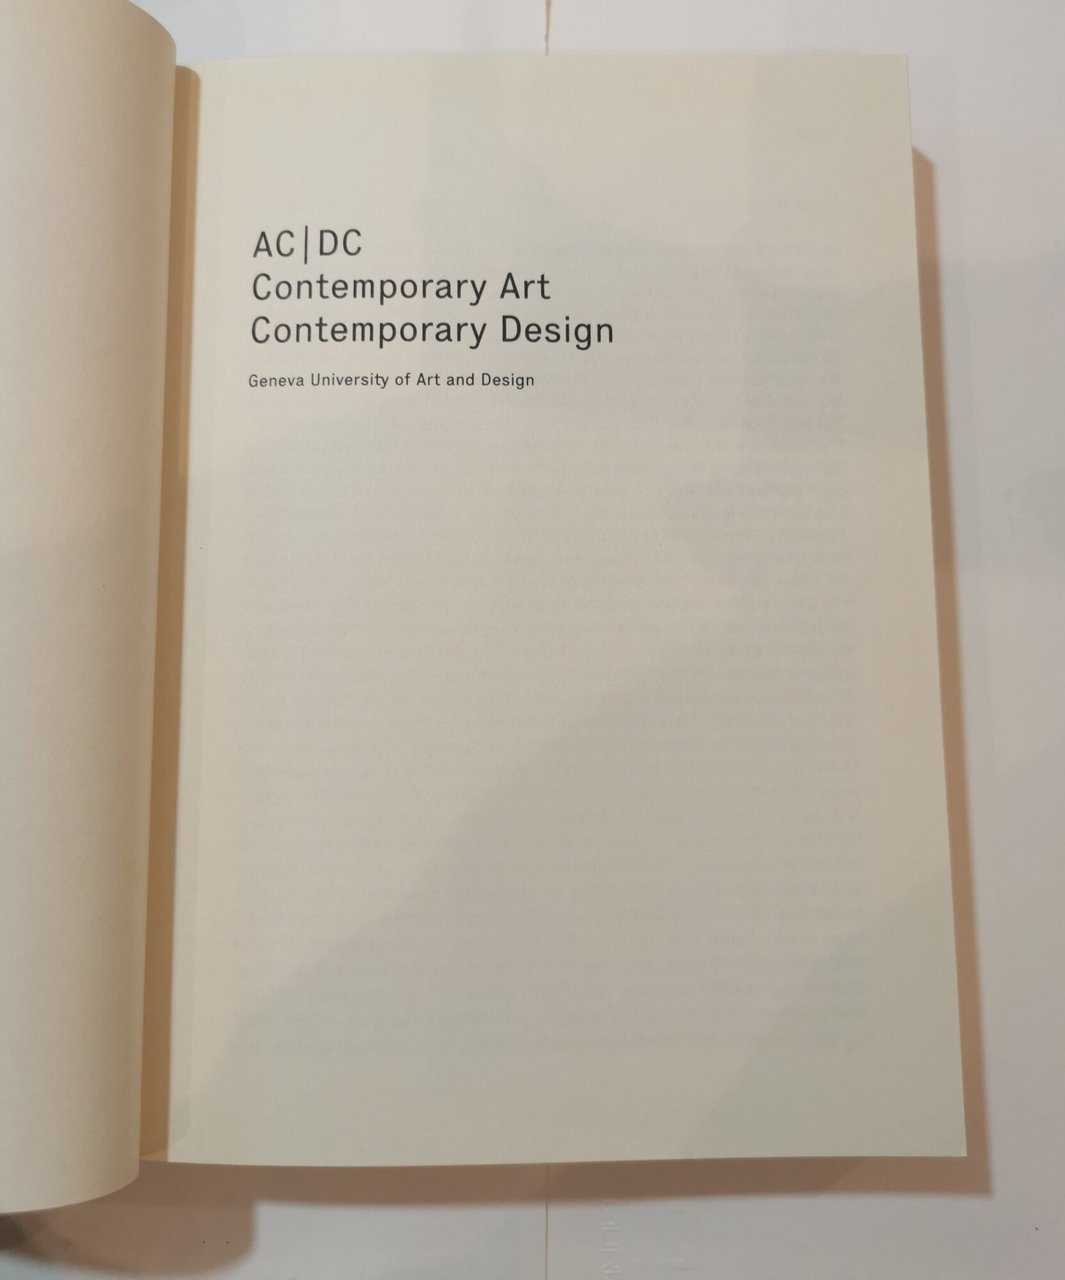 AC|DC
Contemporary Art
Contemporary Design
Geneva University of Art and Design